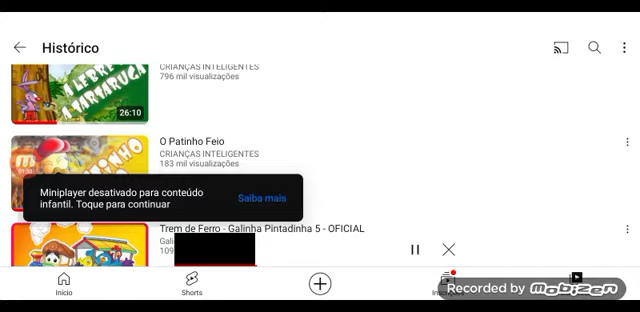 Histórico
A LEBRE
A TARTARUGA
26:10
CRIANÇAS INTELIGENTES
796 mil visualizações
O Patinho Feio
CRIANÇAS INTELIGENTES
183 mil visualizações
Miniplayer desativado para conteúdo
infantil. Toque para continuar
Saiba mais
Trem de Ferro - Galinha Pintadinha 5 - OFICIAL
Gali
109
Início
Shorts
Recorded by Mobizen